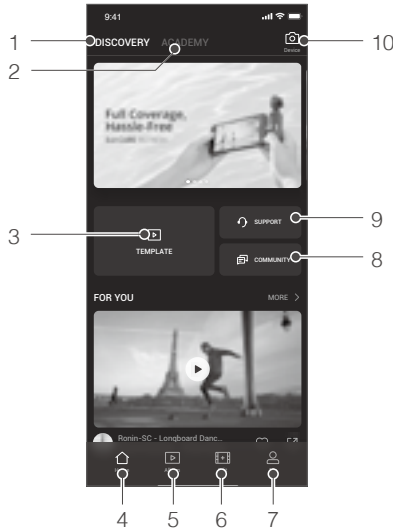 9:41
1
DISCOVERY ACADEMY
10
Device
2
Full Coverage,
Hassle-Free
3
TEMPLATE
SUPPORT
9
COMMUNITY
8
FOR YOU
MORE >
Ronin-SC - Longboard Danc..
4 5 6 7